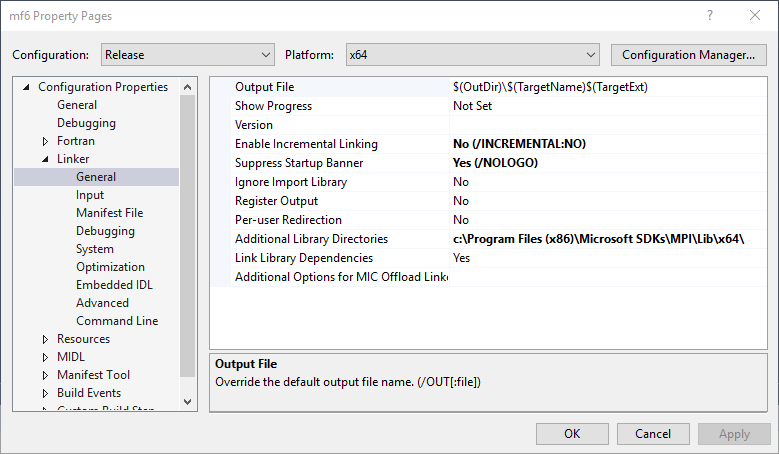 mf6 Property Pages
Configuration: Release Platform: x64 Configuration Manager...
Configuration Properties
General
Debugging
Fortran
Linker
General
Input
Manifest File
Debugging
System
Optimization
Embedded IDL
Advanced
Command Line
Resources
MIDL
Manifest Tool
Build Events
Custom Build Step
Output File $(OutDir)\$(TargetName)$(TargetExt)
Show Progress Not Set
Version
Enable Incremental Linking No (/INCREMENTAL:NO)
Suppress Startup Banner Yes (/NOLOGO)
Ignore Import Library No
Register Output No
Per-user Redirection No
Additional Library Directories c:\Program Files (x86)\Microsoft SDKs\MPI\Lib\x64\
Link Library Dependencies Yes
Additional Options for MIC Offload Linke
Output File
Override the default output file name. (/OUT[:file])
OK Cancel Apply